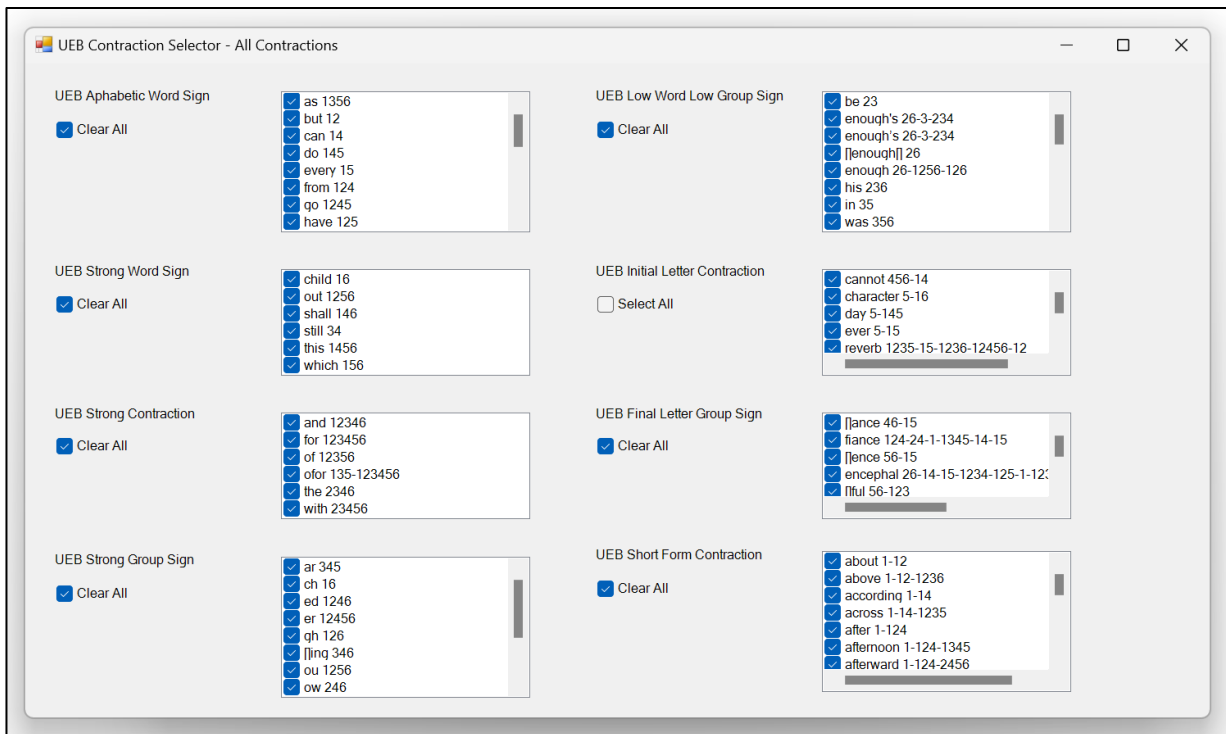 UEB Contraction Selector - All Contractions
UEB Aphabetic Word Sign
Clear All
as 1356
but 12
can 14
do 145
every 15
from 124
go 1245
have 125
UEB Strong Word Sign
Clear All
child 16
out 1256
shall 146
still 34
this 1456
which 156
UEB Strong Contraction
Clear All
and 12346
for 123456
of 12356
ofor 135-123456
the 2346
with 23456
UEB Strong Group Sign
Clear All
ar 345
ch 16
ed 1246
er 12456
gh 126
[]ing 346
ou 1256
ow 246
UEB Low Word Low Group Sign
Clear All
be 23
enough's 26-3-234
enough’s 26-3-234
[]enough[] 26
enough 26-1256-126
his 236
in 35
was 356
UEB Initial Letter Contraction
Select All
cannot 456-14
character 5-16
day 5-145
ever 5-15
reverb 1235-15-1236-12456-12
UEB Final Letter Group Sign
Clear All
[]ance 46-15
fiance 124-24-1-1345-14-15
[]ence 56-15
encephal 26-14-15-1234-125-1-123
[]ful 56-123
UEB Short Form Contraction
Clear All
about 1-12
above 1-12-1236
according 1-14
across 1-14-1235
after 1-124
afternoon 1-124-1345
afterward 1-124-2456